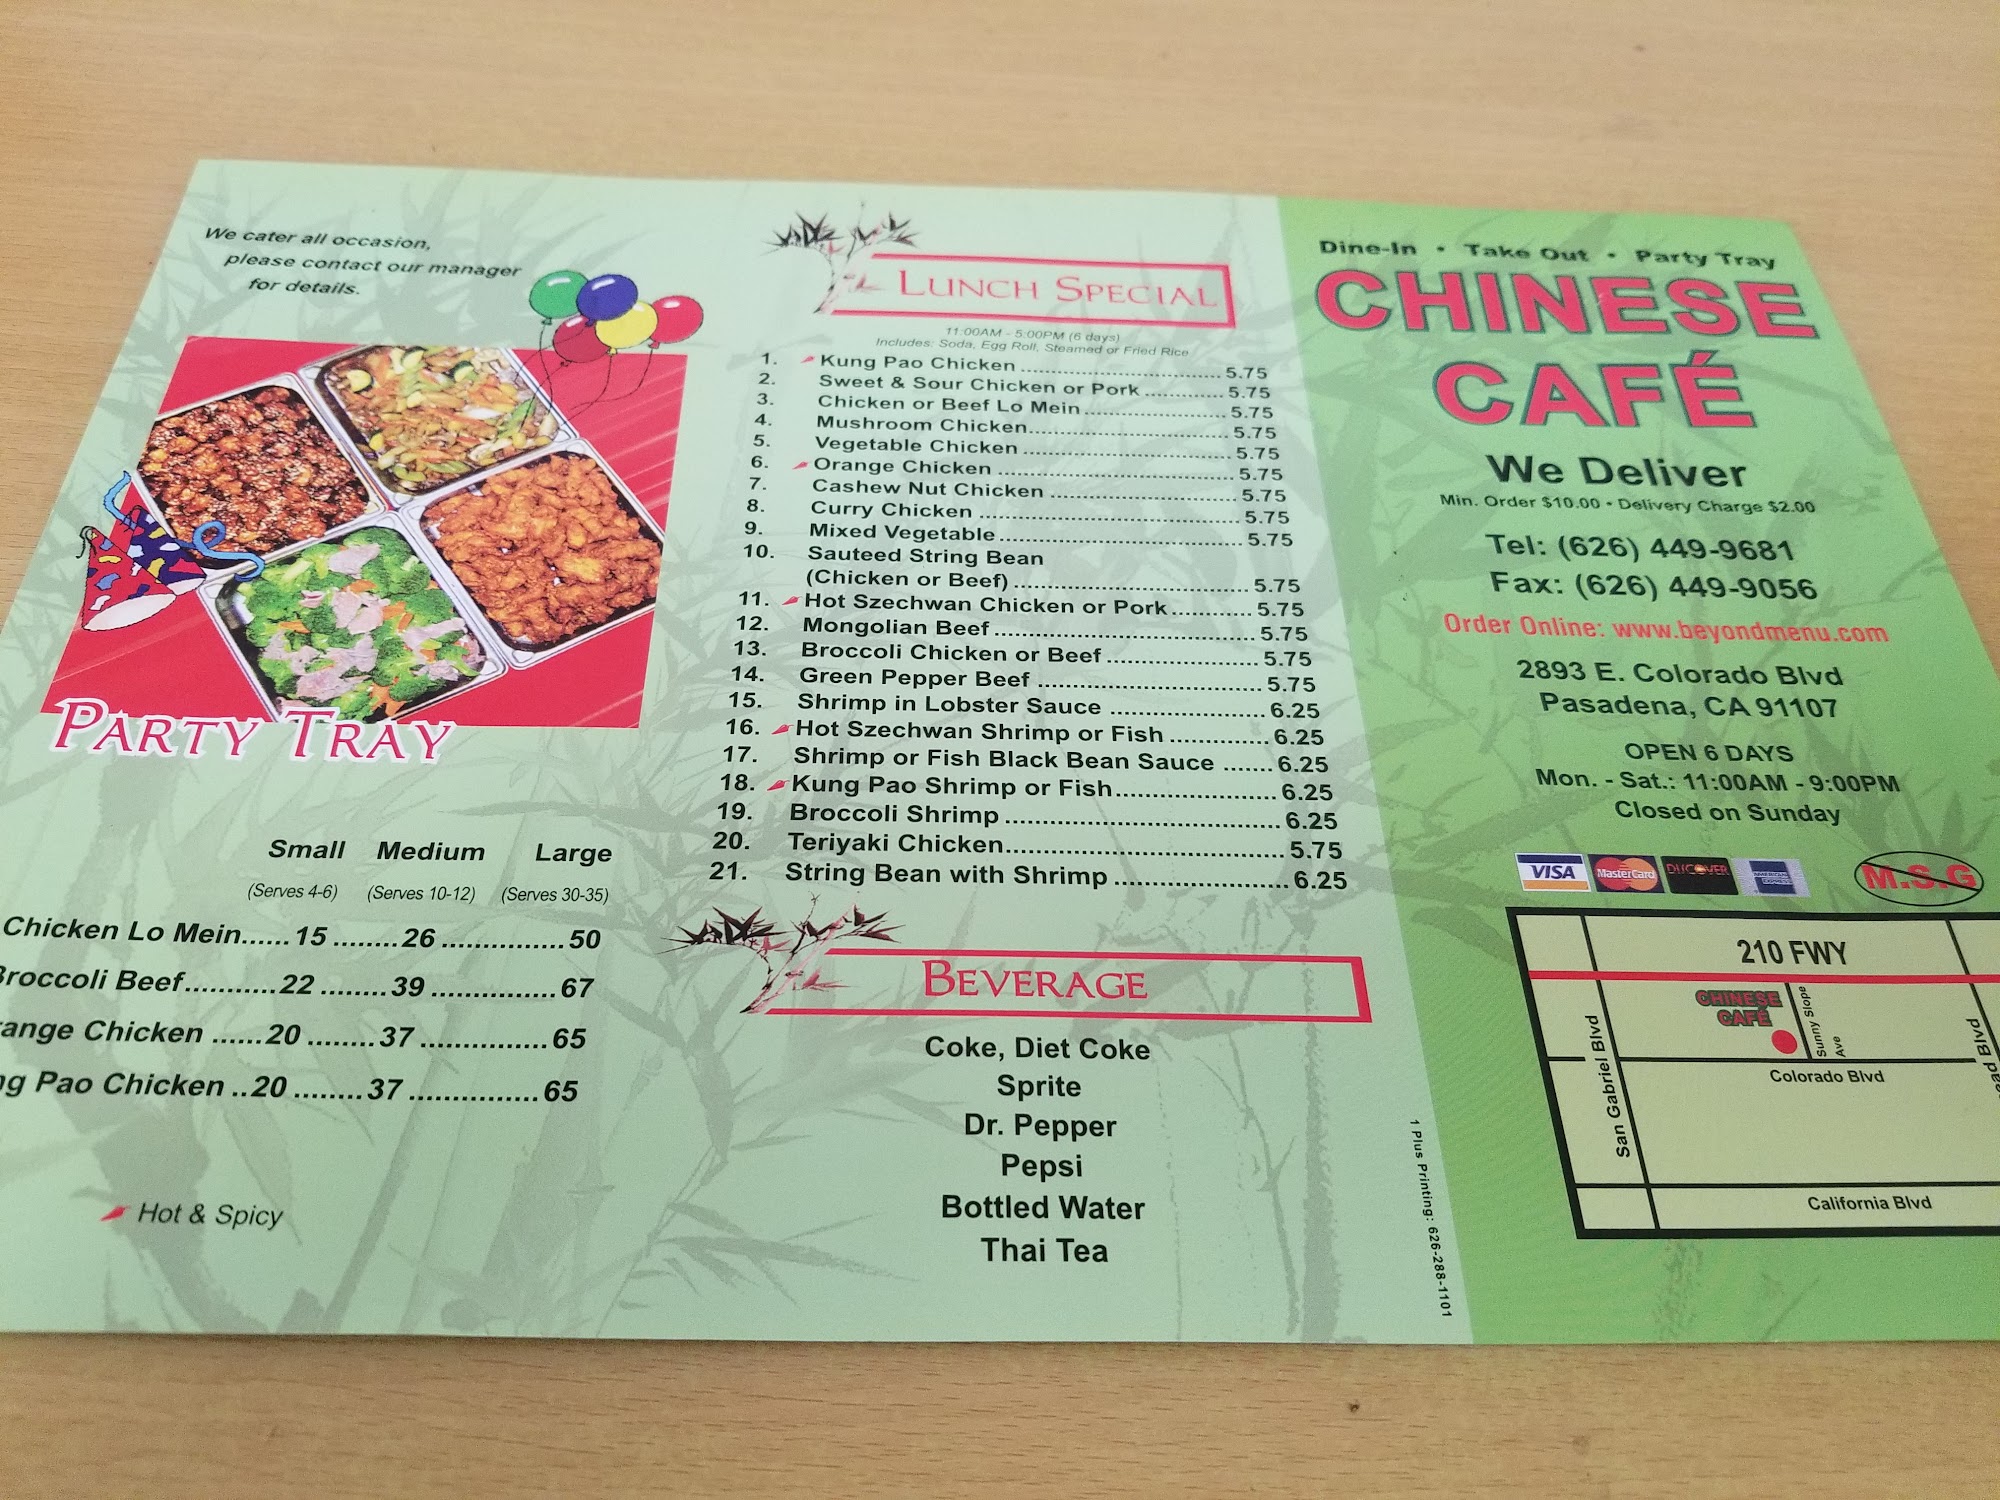 We cater all occasion,
please contact our manager
for details.
PARTY TRAY
Small Medium Large
(Serves 4-6) (Serves 10-12) (Serves 30-35)
Chicken Lo Mein......15 ........26 ...............50
Broccoli Beef...........22 ........39 ...............67
range Chicken ......20 ........37 ...............65
ng Pao Chicken ..20 ........37 ...............65
Hot & Spicy
LUNCH SPECIAL
11:00AM - 5:00PM (6 days)
Includes: Soda, Egg Roll, Steamed or Fried Rice
1. Kung Pao Chicken ............................. 5.75
2. Sweet & Sour Chicken or Pork ............ 5.75
3. Chicken or Beef Lo Mein ..................... 5.75
4. Mushroom Chicken............................. 5.75
5. Vegetable Chicken .............................. 5.75
6. Orange Chicken .................................. 5.75
7. Cashew Nut Chicken ........................... 5.75
8. Curry Chicken ..................................... 5.75
9. Mixed Vegetable.................................. 5.75
10. Sauteed String Bean
(Chicken or Beef) ................................. 5.75
11. Hot Szechwan Chicken or Pork........... 5.75
12. Mongolian Beef ................................... 5.75
13. Broccoli Chicken or Beef .................... 5.75
14. Green Pepper Beef .............................. 5.75
15. Shrimp in Lobster Sauce ..................... 6.25
16. Hot Szechwan Shrimp or Fish ............. 6.25
17. Shrimp or Fish Black Bean Sauce ....... 6.25
18. Kung Pao Shrimp or Fish..................... 6.25
19. Broccoli Shrimp ................................... 6.25
20. Teriyaki Chicken................................... 5.75
21. String Bean with Shrimp ...................... 6.25
BEVERAGE
Coke, Diet Coke
Sprite
Dr. Pepper
Pepsi
Bottled Water
Thai Tea
1 Plus Printing: 626-288-1101
Dine-In • Take Out • Party Tray
CHINESE
CAFÉ
We Deliver
Min. Order $10.00 • Delivery Charge $2.00
Tel: (626) 449-9681
Fax: (626) 449-9056
Order Online: www.beyondmenu.com
2893 E. Colorado Blvd
Pasadena, CA 91107
OPEN 6 DAYS
Mon. - Sat.: 11:00AM - 9:00PM
Closed on Sunday
VISA MasterCard DISCOVER AMERICAN EXPRESS
M.S.G
210 FWY
CHINESE
CAFÉ
Sunny Slope
Ave
San Gabriel Blvd
Colorado Blvd
ead Blvd
California Blvd